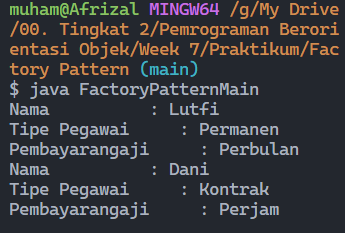 muham@Afrizal MINGW64 /g/My Drive
/00. Tingkat 2/Pemrograman Berori
entasi Objek/Week 7/Praktikum/Fac
tory Pattern (main)
$ java FactoryPatternMain
Nama          : Lutfi
Tipe Pegawai     : Permanen
Pembayarangaji     : Perbulan
Nama          : Dani
Tipe Pegawai     : Kontrak
Pembayarangaji     : Perjam